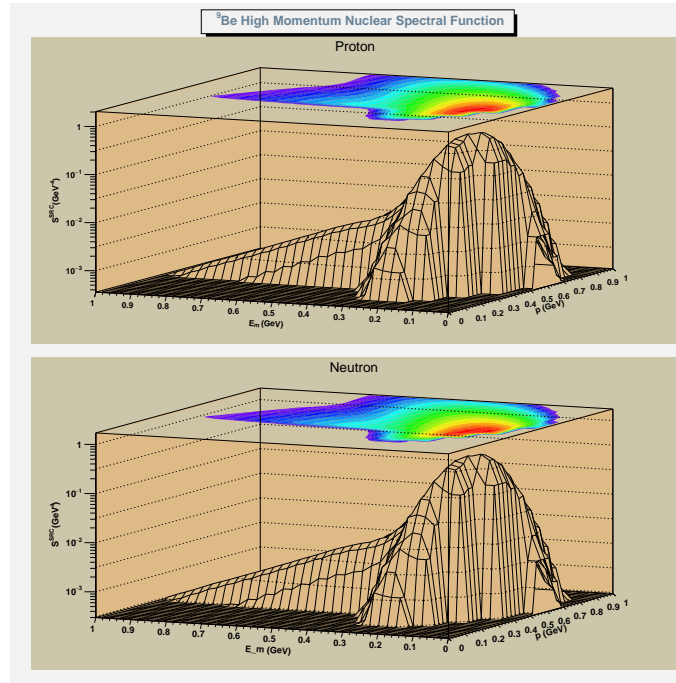 ⁹Be High Momentum Nuclear Spectral Function
Proton
1
10⁻¹
10⁻²
10⁻³
S^SRC(GeV⁻⁴)
1 0.9 0.8 0.7 0.6 0.5 0.4 0.3 0.2 0.1 0
E_m (GeV)
0 0.1 0.2 0.3 0.4 0.5 0.6 0.7 0.8 0.9 1
p (GeV)
Neutron
1
10⁻¹
10⁻²
10⁻³
S^SRC(GeV⁴)
1 0.9 0.8 0.7 0.6 0.5 0.4 0.3 0.2 0.1 0
E_m (GeV)
0 0.1 0.2 0.3 0.4 0.5 0.6 0.7 0.8 0.9 1
p (GeV)